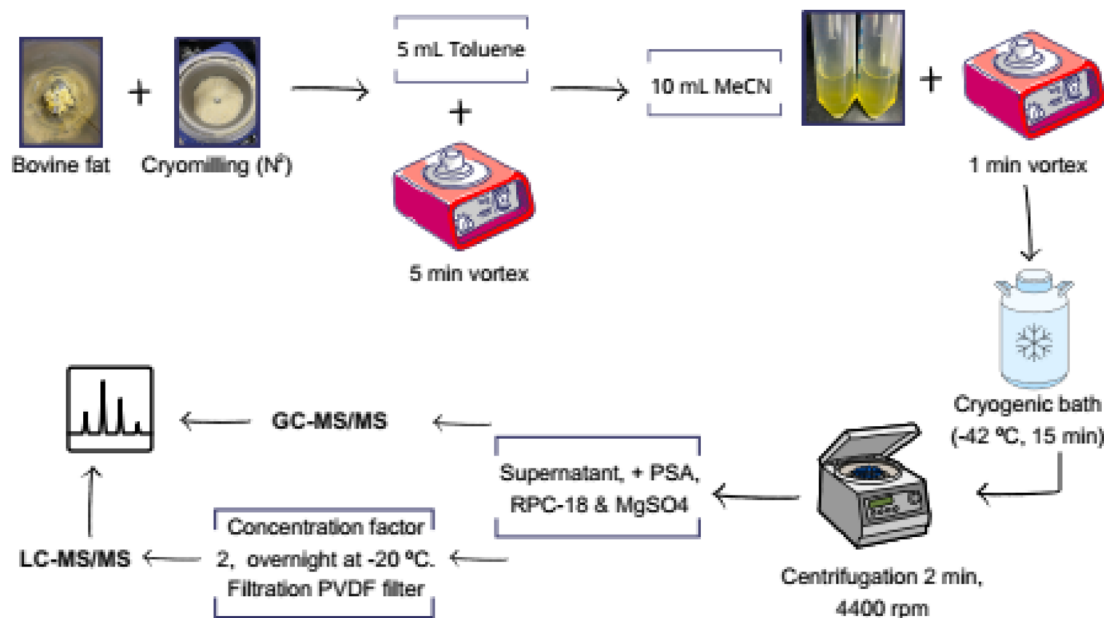 5 mL Toluene
10 mL MeCN
Bovine fat
Cryomillling (N²)
1 min vortex
5 min vortex
Cryogenic bath
(-42 ºC, 15 min)
Centrifugation 2 min,
4400 rpm
Supernatant, + PSA,
RPC-18 & MgSO4
GC-MS/MS
Concentration factor
2, overnight at -20 ºC.
Filtration PVDF filter
LC-MS/MS